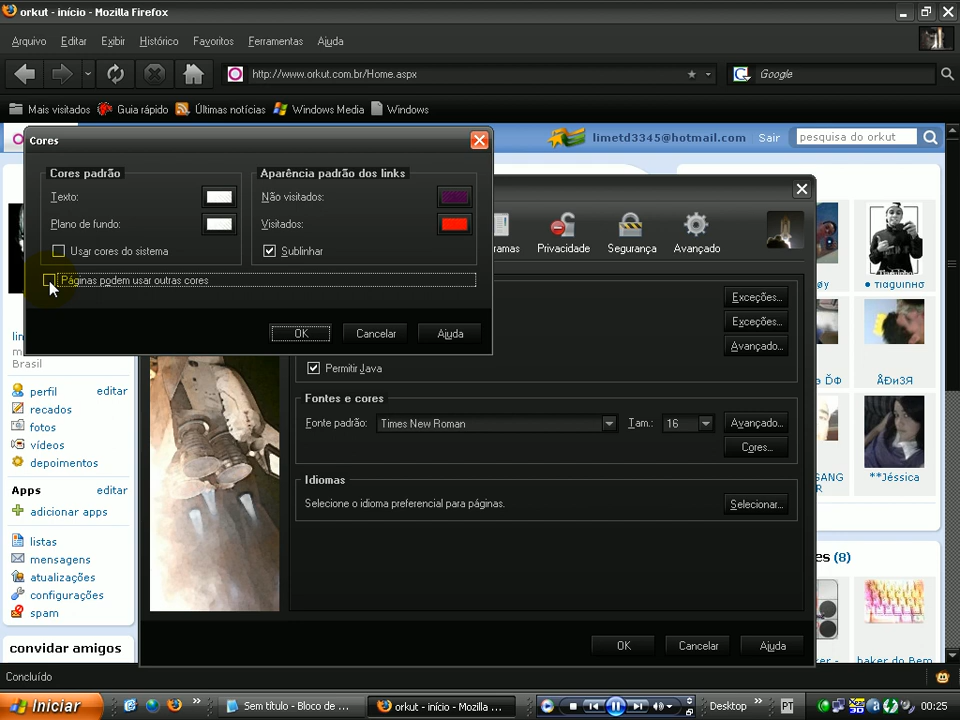 orkut - início - Mozilla Firefox
Arquivo Editar Exibir Histórico Favoritos Ferramentas Ajuda
http://www.orkut.com.br/Home.aspx
Google
Mais visitados Guia rápido Últimas notícias Windows Media Windows
limetd3345@hotmail.com Sair pesquisa do orkut
Cores
Cores padrão
Texto:
Plano de fundo:
Usar cores do sistema
Aparência padrão dos links
Não visitados:
Visitados:
Sublinhar
Páginas podem usar outras cores
OK Cancelar Ajuda
Privacidade Segurança Avançado
Exceções...
Exceções...
Avançado...
Permitir Java
Fontes e cores
Fonte padrão: Times New Roman Tam.: 16 Avançado...
Cores...
Idiomas
Selecione o idioma preferencial para páginas. Selecionar...
OK Cancelar Ajuda
Brasil
perfil editar
recados
fotos
vídeos
depoimentos
Apps editar
adicionar apps
listas
mensagens
atualizações
configurações
spam
convidar amigos
**Jéssica
(8)
Concluído
Iniciar
Sem título - Bloco de ...
orkut - início - Mozilla ...
Desktop
PT
00:25